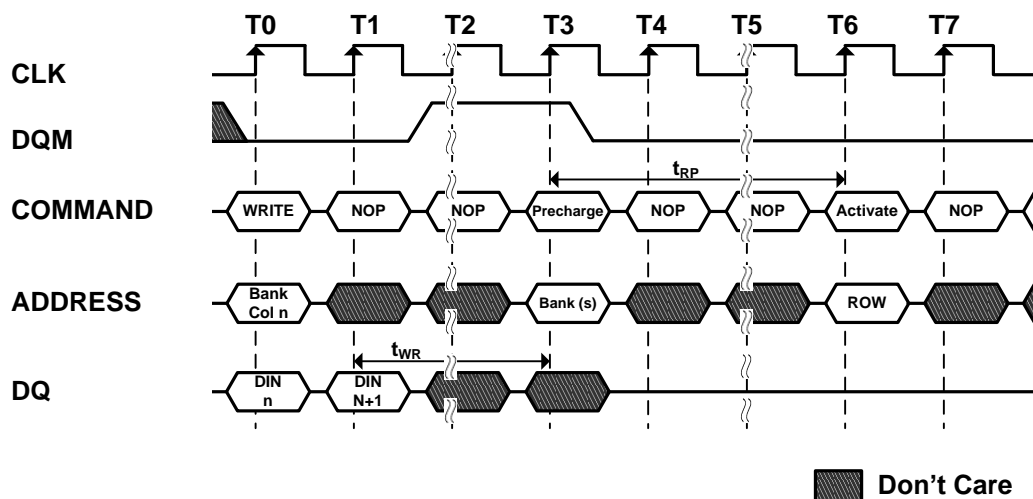 T0 T1 T2 T3 T4 T5 T6 T7
CLK
DQM
tRP
COMMAND WRITE NOP NOP Precharge NOP NOP Activate NOP
ADDRESS Bank Col n Bank (s) ROW
tWR
DQ DIN n DIN N+1
Don't Care